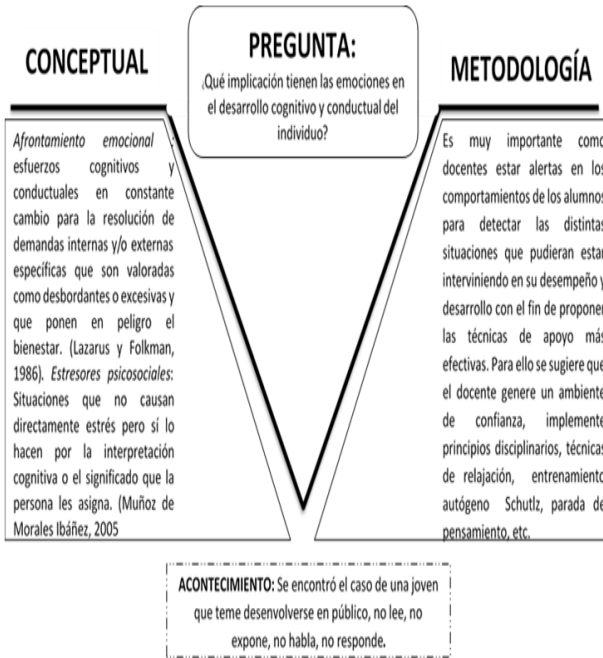 CONCEPTUAL
PREGUNTA:
¿Qué implicación tienen las emociones en
el desarrollo cognitivo y conductual del
individuo?
METODOLOGÍA
Afrontamiento emocional :
esfuerzos cognitivos y
conductuales en constante
cambio para la resolución de
demandas internas y/o externas
específicas que son valoradas
como desbordantes o excesivas y
que ponen en peligro el
bienestar. (Lazarus y Folkman,
1986). Estresores psicosociales:
Situaciones que no causan
directamente estrés pero sí lo
hacen por la interpretación
cognitiva o el significado que la
persona les asigna. (Muñoz de
Morales Ibáñez, 2005
Es muy importante como
docentes estar alertas en los
comportamientos de los alumnos
para detectar las distintas
situaciones que pudieran estar
interviniendo en su desempeño y
desarrollo con el fin de proponer
las técnicas de apoyo más
efectivas. Para ello se sugiere que
el docente genere un ambiente
de confianza, implemente
principios disciplinarios, técnicas
de relajación, entrenamiento
autógeno Schutlz, parada de
pensamiento, etc.
ACONTECIMIENTO: Se encontró el caso de una joven
que teme desenvolverse en público, no lee, no
expone, no habla, no responde.